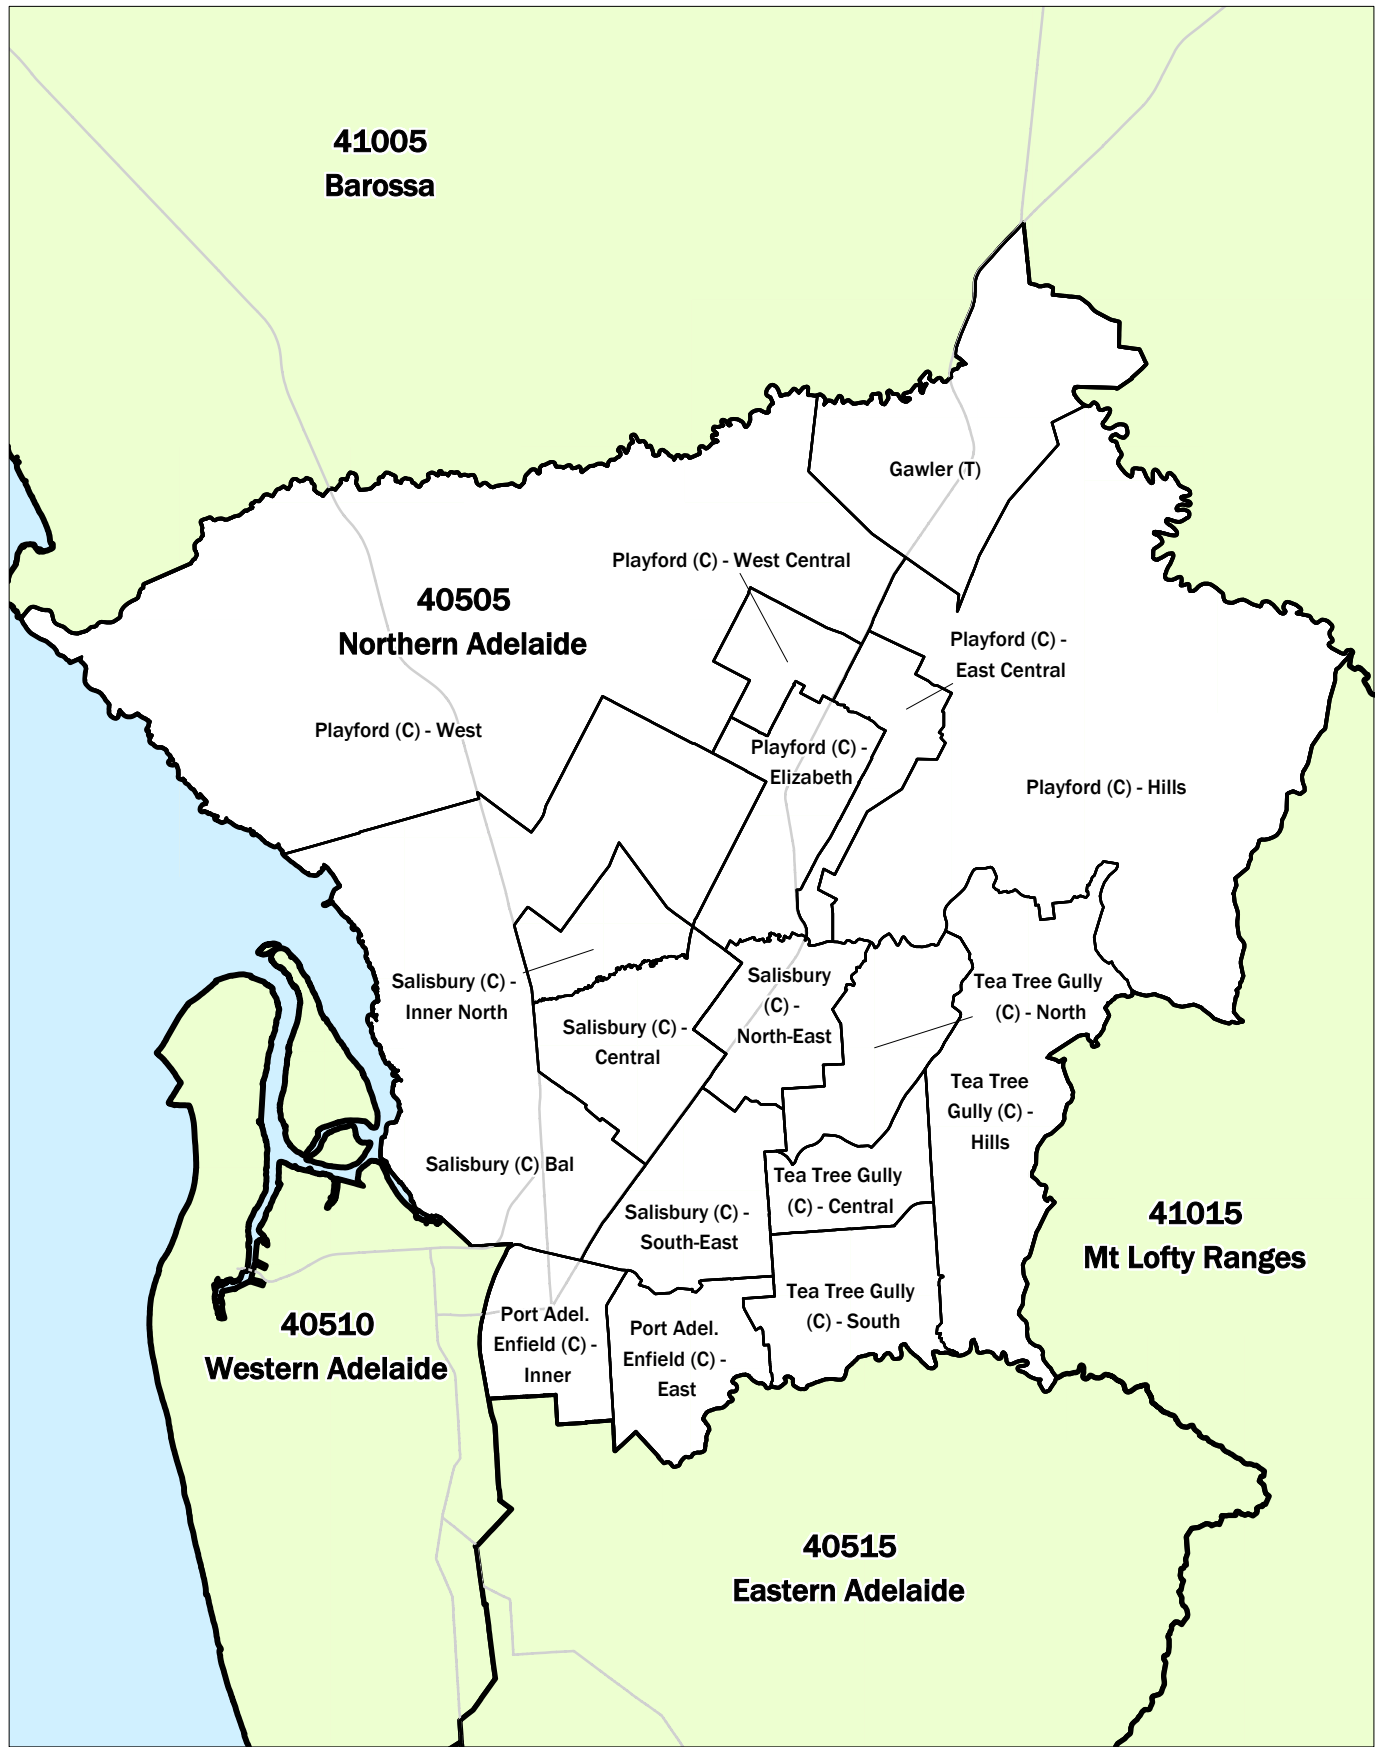 41005
Barossa
Gawler (T)
Playford (C) - West Central
40505
Northern Adelaide
Playford (C) -
East Central
Playford (C) - West
Playford (C) -
Elizabeth
Playford (C) - Hills
Salisbury (C) -
Inner North
Salisbury
(C) -
North-East
Tea Tree Gully
(C) - North
Salisbury (C) -
Central
Tea Tree
Gully (C) -
Hills
Salisbury (C) Bal
Tea Tree Gully
(C) - Central
Salisbury (C) -
South-East
41015
Mt Lofty Ranges
Tea Tree Gully
(C) - South
40510
Western Adelaide
Port Adel.
Enfield (C) -
Inner
Port Adel.
Enfield (C) -
East
40515
Eastern Adelaide